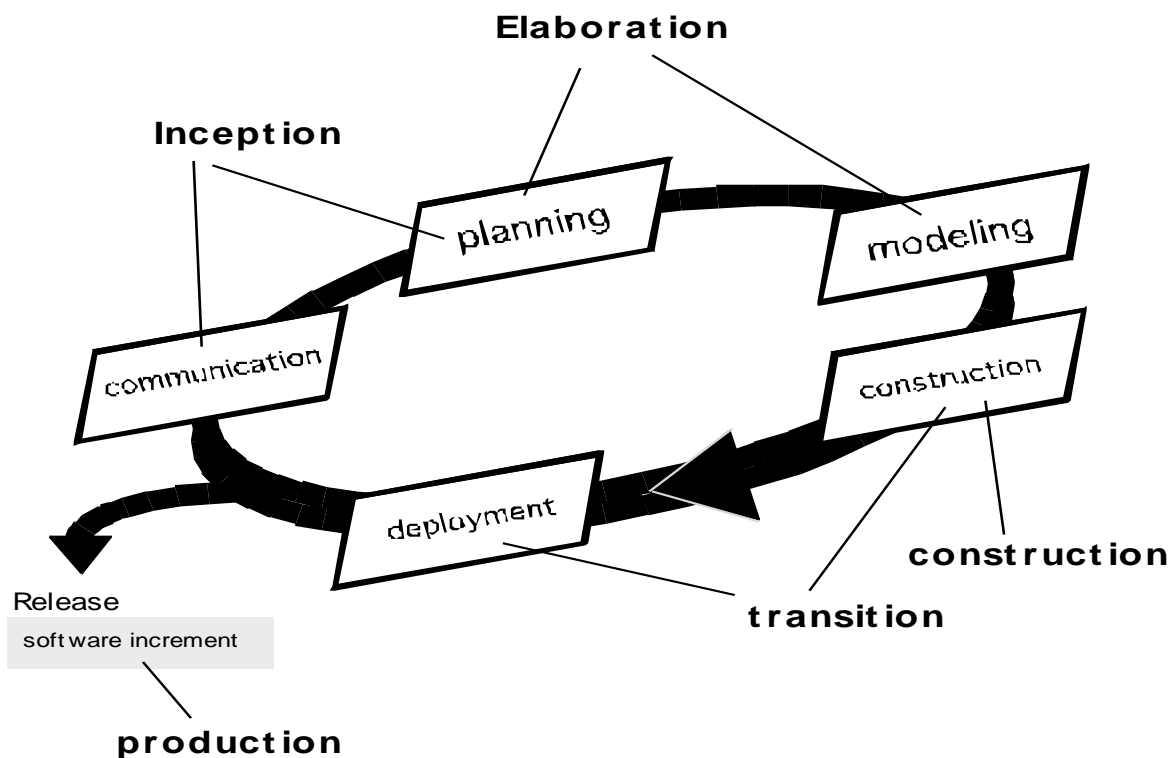 Elaboration
Inception
planning
modeling
communication
construction
deployment
construction
Release
transition
software increment
production